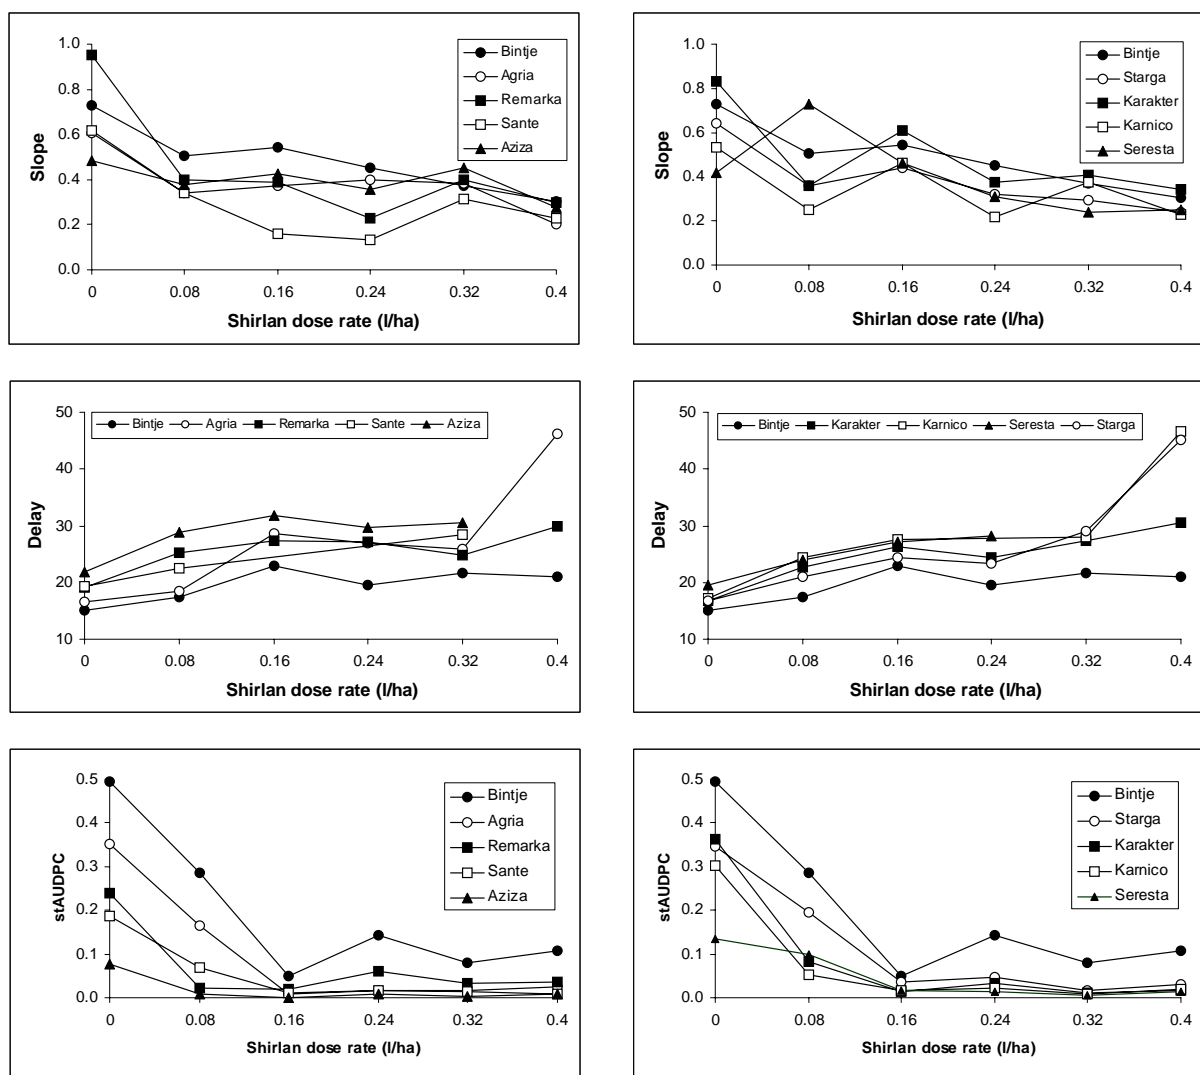 1.0
0.8
0.6
0.4
0.2
0.0
Slope
Bintje
Agria
Remarka
Sante
Aziza
0 0.08 0.16 0.24 0.32 0.4
Shirlan dose rate (l/ha)
1.0
0.8
0.6
0.4
0.2
0.0
Slope
Bintje
Starga
Karakter
Karnico
Seresta
0 0.08 0.16 0.24 0.32 0.4
Shirlan dose rate (l/ha)
50
40
30
20
10
Delay
Bintje Agria Remarka Sante Aziza
0 0.08 0.16 0.24 0.32 0.4
Shirlan dose rate (l/ha)
50
40
30
20
10
Delay
Bintje Karakter Karnico Seresta Starga
0 0.08 0.16 0.24 0.32 0.4
Shirlan dose rate (l/ha)
0.5
0.4
0.3
0.2
0.1
0.0
stAUDPC
Bintje
Agria
Remarka
Sante
Aziza
0 0.08 0.16 0.24 0.32 0.4
Shirlan dose rate (l/ha)
0.5
0.4
0.3
0.2
0.1
0.0
stAUDPC
Bintje
Starga
Karakter
Karnico
Seresta
0 0.08 0.16 0.24 0.32 0.4
Shirlan dose rate (l/ha)